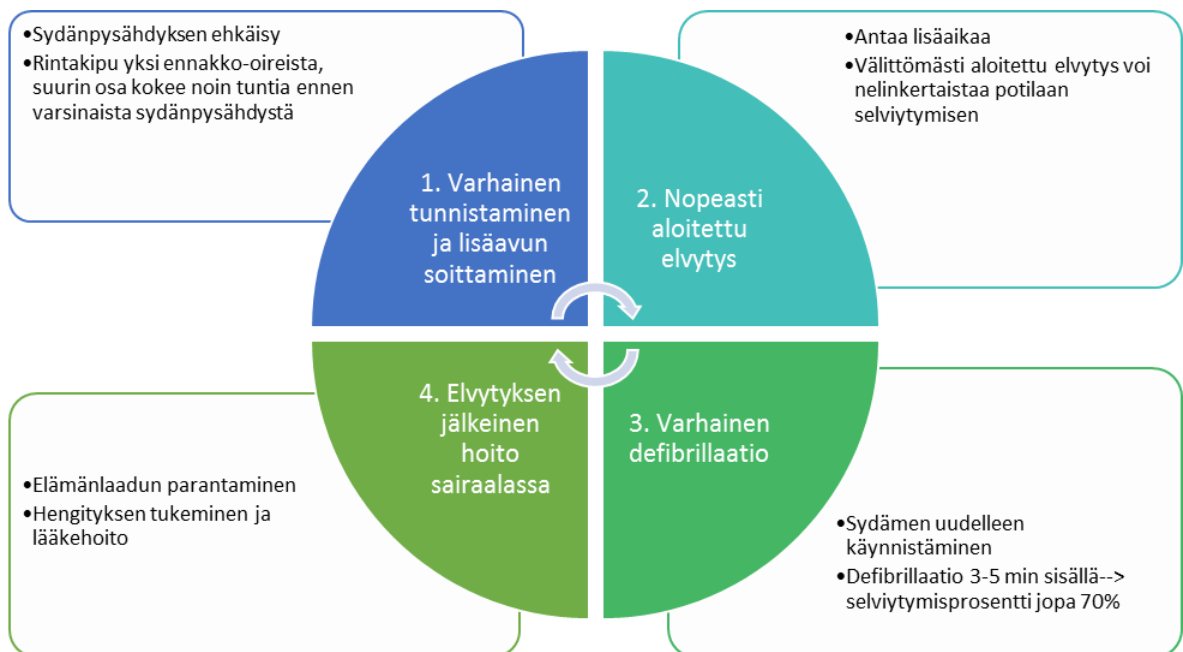 •Sydänpysähdyksen ehkäisy
•Rintakipu yksi ennakko-oireista,
suurin osa kokee noin tuntia ennen
varsinaista sydänpysähdystä
1. Varhainen
tunnistaminen
ja lisäavun
soittaminen
•Antaa lisäaikaa
•Välittömästi aloitettu elvytys voi
nelinkertaistaa potilaan
selviytymisen
2. Nopeasti
aloitettu
elvytys
3. Varhainen
defibrillaatio
•Sydämen uudelleen
käynnistäminen
•Defibrillaatio 3-5 min sisällä-->
selviytymisprosentti jopa 70%
4. Elvytyksen
jälkeinen
hoito
sairaalassa
•Elämänlaadun parantaminen
•Hengityksen tukeminen ja
lääkehoito